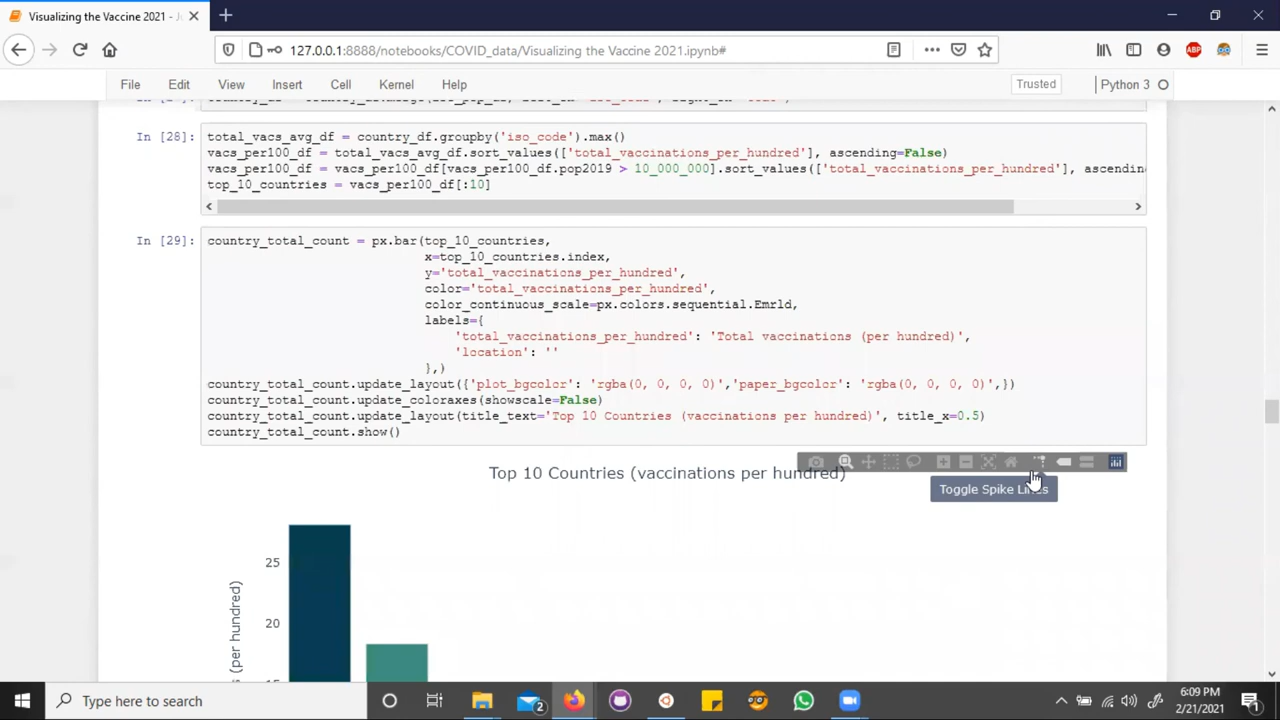 Visualizing the Vaccine 2021 - Ju
127.0.0.1:8888/notebooks/COVID_data/Visualizing the Vaccine 2021.ipynb#
ABP
File Edit View Insert Cell Kernel Help Trusted Python 3
In [28]: total_vacs_avg_df = country_df.groupby('iso_code').max()
vacs_per100_df = total_vacs_avg_df.sort_values(['total_vaccinations_per_hundred'], ascending=False)
vacs_per100_df = vacs_per100_df[vacs_per100_df.pop2019 > 10_000_000].sort_values(['total_vaccinations_per_hundred'], ascending
top_10_countries = vacs_per100_df[:10]
In [29]: country_total_count = px.bar(top_10_countries,
x=top_10_countries.index,
y='total_vaccinations_per_hundred',
color='total_vaccinations_per_hundred',
color_continuous_scale=px.colors.sequential.Emrld,
labels={
'total_vaccinations_per_hundred': 'Total vaccinations (per hundred)',
'location': ''
},)
country_total_count.update_layout({'plot_bgcolor': 'rgba(0, 0, 0, 0)','paper_bgcolor': 'rgba(0, 0, 0, 0)',})
country_total_count.update_coloraxes(showscale=False)
country_total_count.update_layout(title_text='Top 10 Countries (vaccinations per hundred)', title_x=0.5)
country_total_count.show()
Top 10 Countries (vaccinations per hundred)
Toggle Spike Lines
25
20
(per hundred)
Type here to search
2
6:09 PM
2/21/2021
1